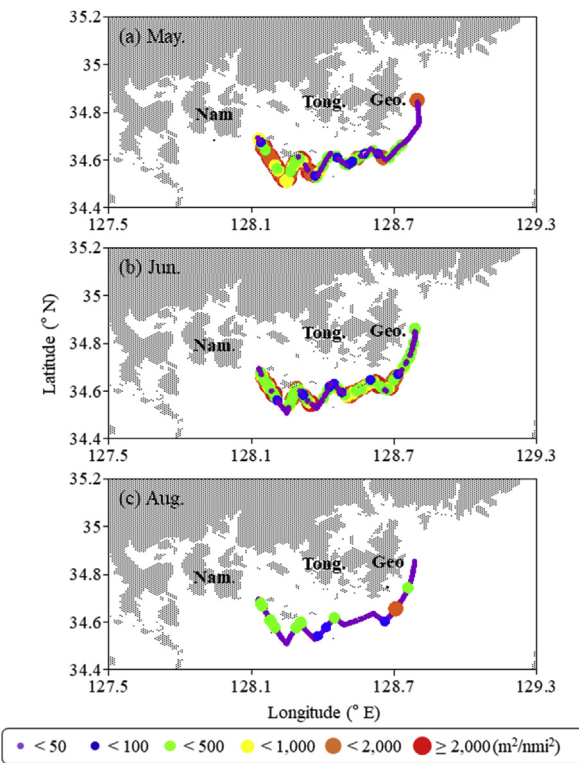 (a) May.
Nam
Tong.
Geo.
35.2
35
34.8
34.6
34.4
127.5 128.1 128.7 129.3
(b) Jun.
Nam.
Tong.
Geo.
35.2
35
34.8
34.6
34.4
127.5 128.1 128.7 129.3
Latitude (° N)
(c) Aug.
Nam.
Tong.
Geo
35.2
35
34.8
34.6
34.4
127.5 128.1 128.7 129.3
Longitude (° E)
< 50 < 100 < 500 < 1,000 < 2,000 ≥ 2,000 (m²/nmi²)